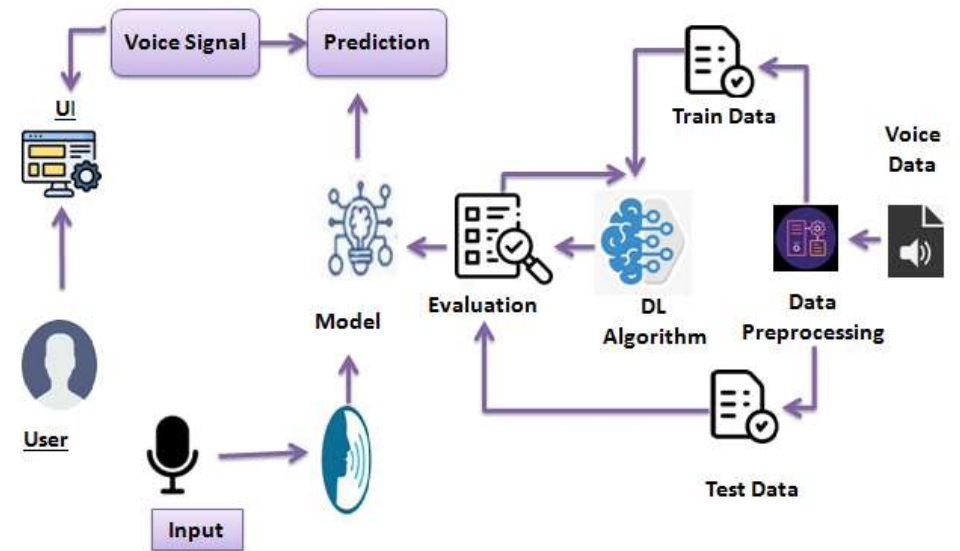 Voice Signal
Prediction
UI
Train Data
Voice
Data
Model
Evaluation
DL
Algorithm
Data
Preprocessing
User
Input
Test Data